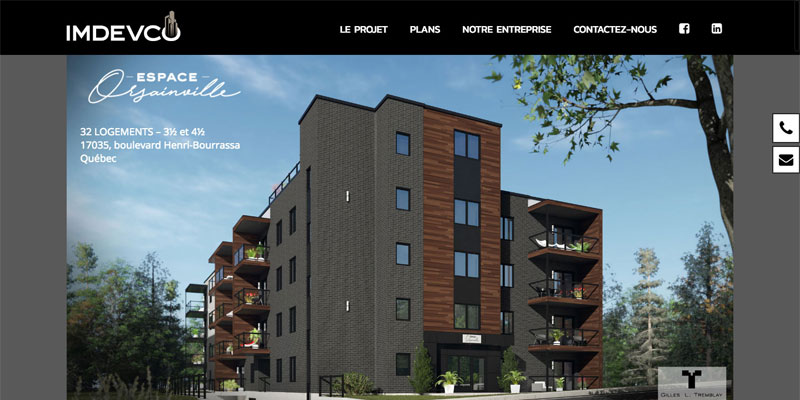 IMDEVCO
LE PROJET
PLANS
NOTRE ENTREPRISE
CONTACTEZ-NOUS
ESPACE
Orsainville
32 LOGEMENTS – 3½ et 4½
17035, boulevard Henri-Bourrassa
Québec
GILLES L. TREMBLAY